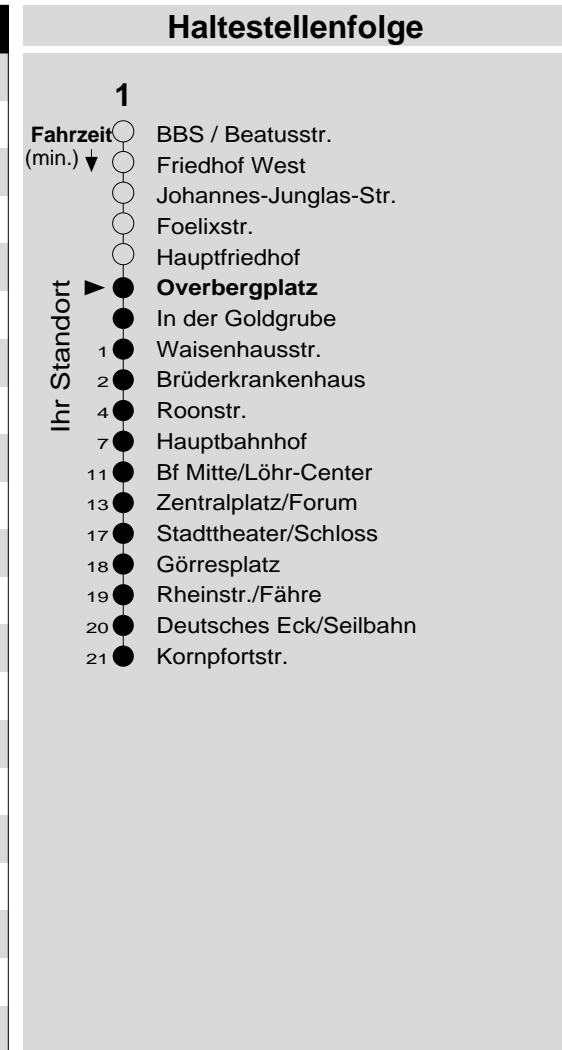 Haltestellenfolge
1
Fahrzeit BBS / Beatusstr.
(min.) Friedhof West
Johannes-Junglas-Str.
Foelixstr.
Hauptfriedhof
Ihr Standort
Overbergplatz
In der Goldgrube
1 Waisenhausstr.
2 Brüderkrankenhaus
4 Roonstr.
7 Hauptbahnhof
11 Bf Mitte/Löhr-Center
13 Zentralplatz/Forum
17 Stadttheater/Schloss
18 Görresplatz
19 Rheinstr./Fähre
20 Deutsches Eck/Seilbahn
21 Kornpfortstr.